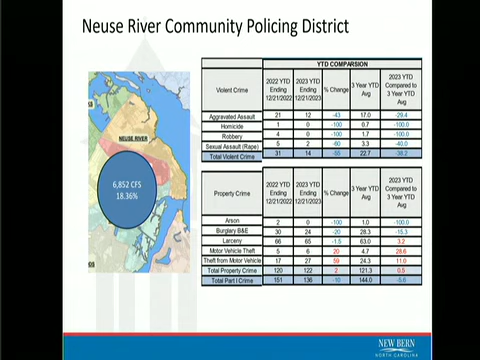 Neuse River Community Policing District
NEUSE RIVER
6,852 CFS
18.36%
YTD COMPARSION
Violent Crime 2022 YTD Ending 12/21/2022 2023 YTD Ending 12/21/2023 % Change 3 Year YTD Avg 2023 YTD Compared to 3 Year YTD Avg
Aggravated Assault 21 12 -43 17.0 -29.4
Homicide 1 0 -100 0.7 -100.0
Robbery 4 0 -100 1.7 -100.0
Sexual Assault (Rape) 5 2 -60 3.3 -40.0
Total Violent Crime 31 14 -55 22.7 -38.2
Property Crime 2022 YTD Ending 12/21/2022 2023 YTD Ending 12/21/2023 % Change 3 Year YTD Avg 2023 YTD Compared to 3 Year YTD Avg
Arson 2 0 -100 1.0 -100.0
Burglary B&E 30 24 -20 28.3 -15.3
Larceny 66 65 -1.5 63.0 3.2
Motor Vehicle Theft 5 6 20 4.7 28.6
Theft from Motor Vehicle 17 27 59 24.3 11.0
Total Property Crime 120 122 2 121.3 0.5
Total Part I Crime 151 136 -10 144.0 -5.6
NEW BERN
NORTH CAROLINA